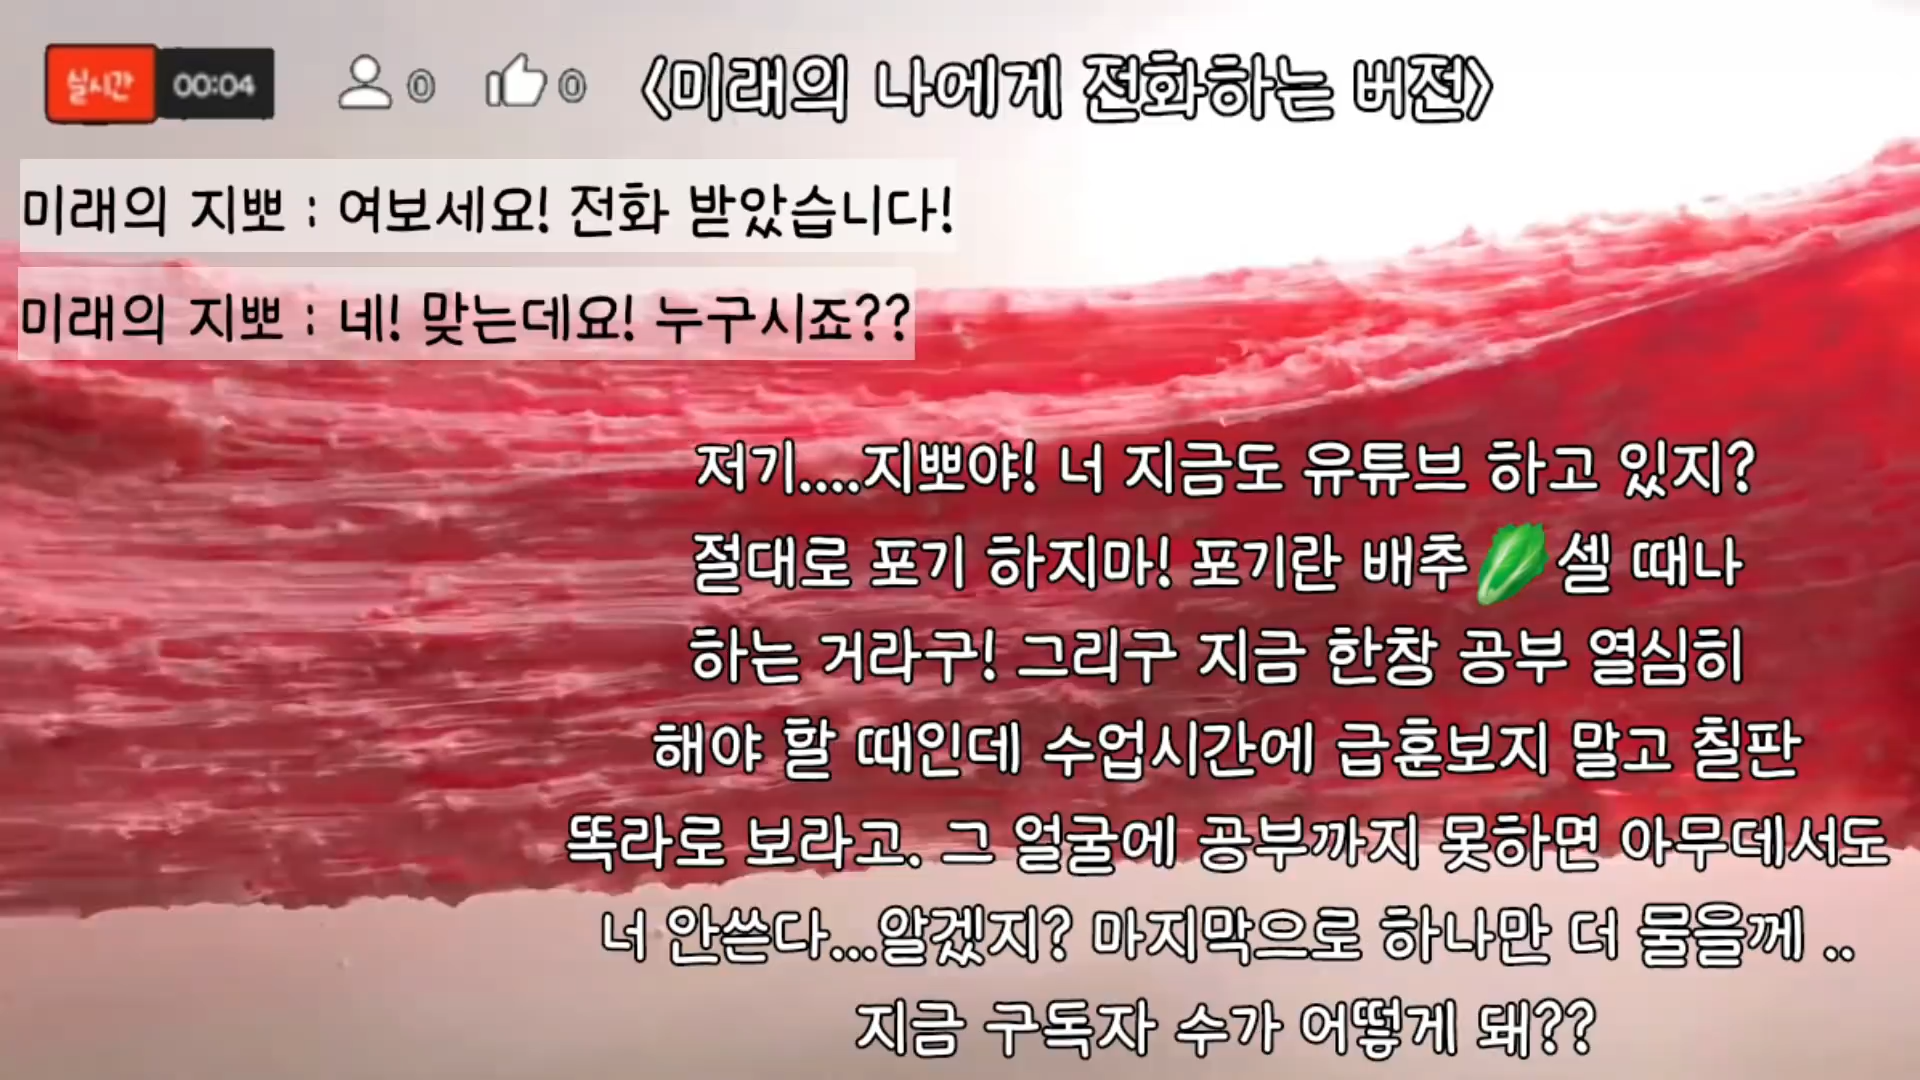 실시간 00:04 0 0 <미래의 나에게 전화하는 버전>
미래의 지뽀 : 여보세요! 전화 받았습니다!
미래의 지뽀 : 네! 맞는데요! 누구시죠??
저기....지뽀야! 너 지금도 유튜브 하고 있지?
절대로 포기 하지마! 포기란 배추🥬셀 때나
하는 거라구! 그리구 지금 한창 공부 열심히
해야 할 때인데 수업시간에 급훈보지 말고 칠판
똑라로 보라고. 그 얼굴에 공부까지 못하면 아무데서도
너 안쓴다...알겠지? 마지막으로 하나만 더 물을께 ..
지금 구독자 수가 어떻게 돼??